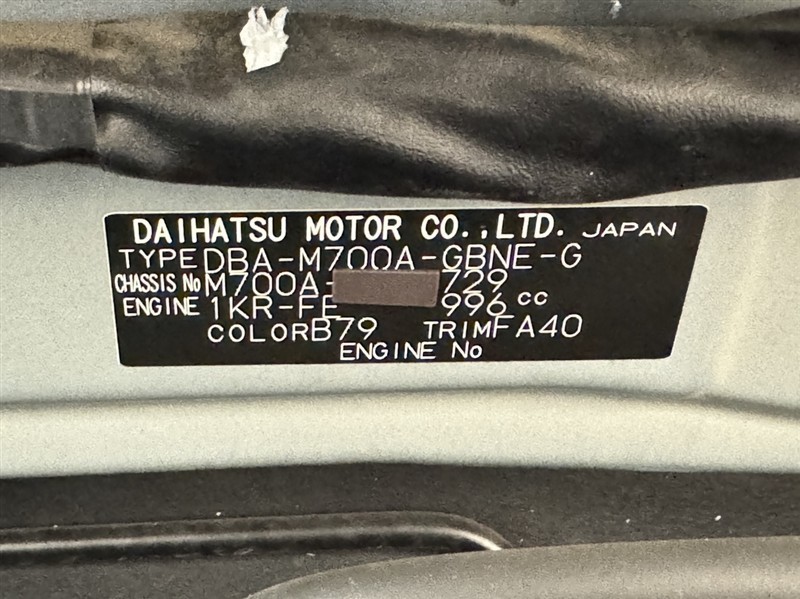 DAIHATSU MOTOR CO.,LTD. JAPAN
TYPE DBA-M700A-GBNE-G
CHASSIS No M700A- 729
ENGINE 1KR-FE 996 cc
COLOR B79 TRIM FA40
ENGINE No